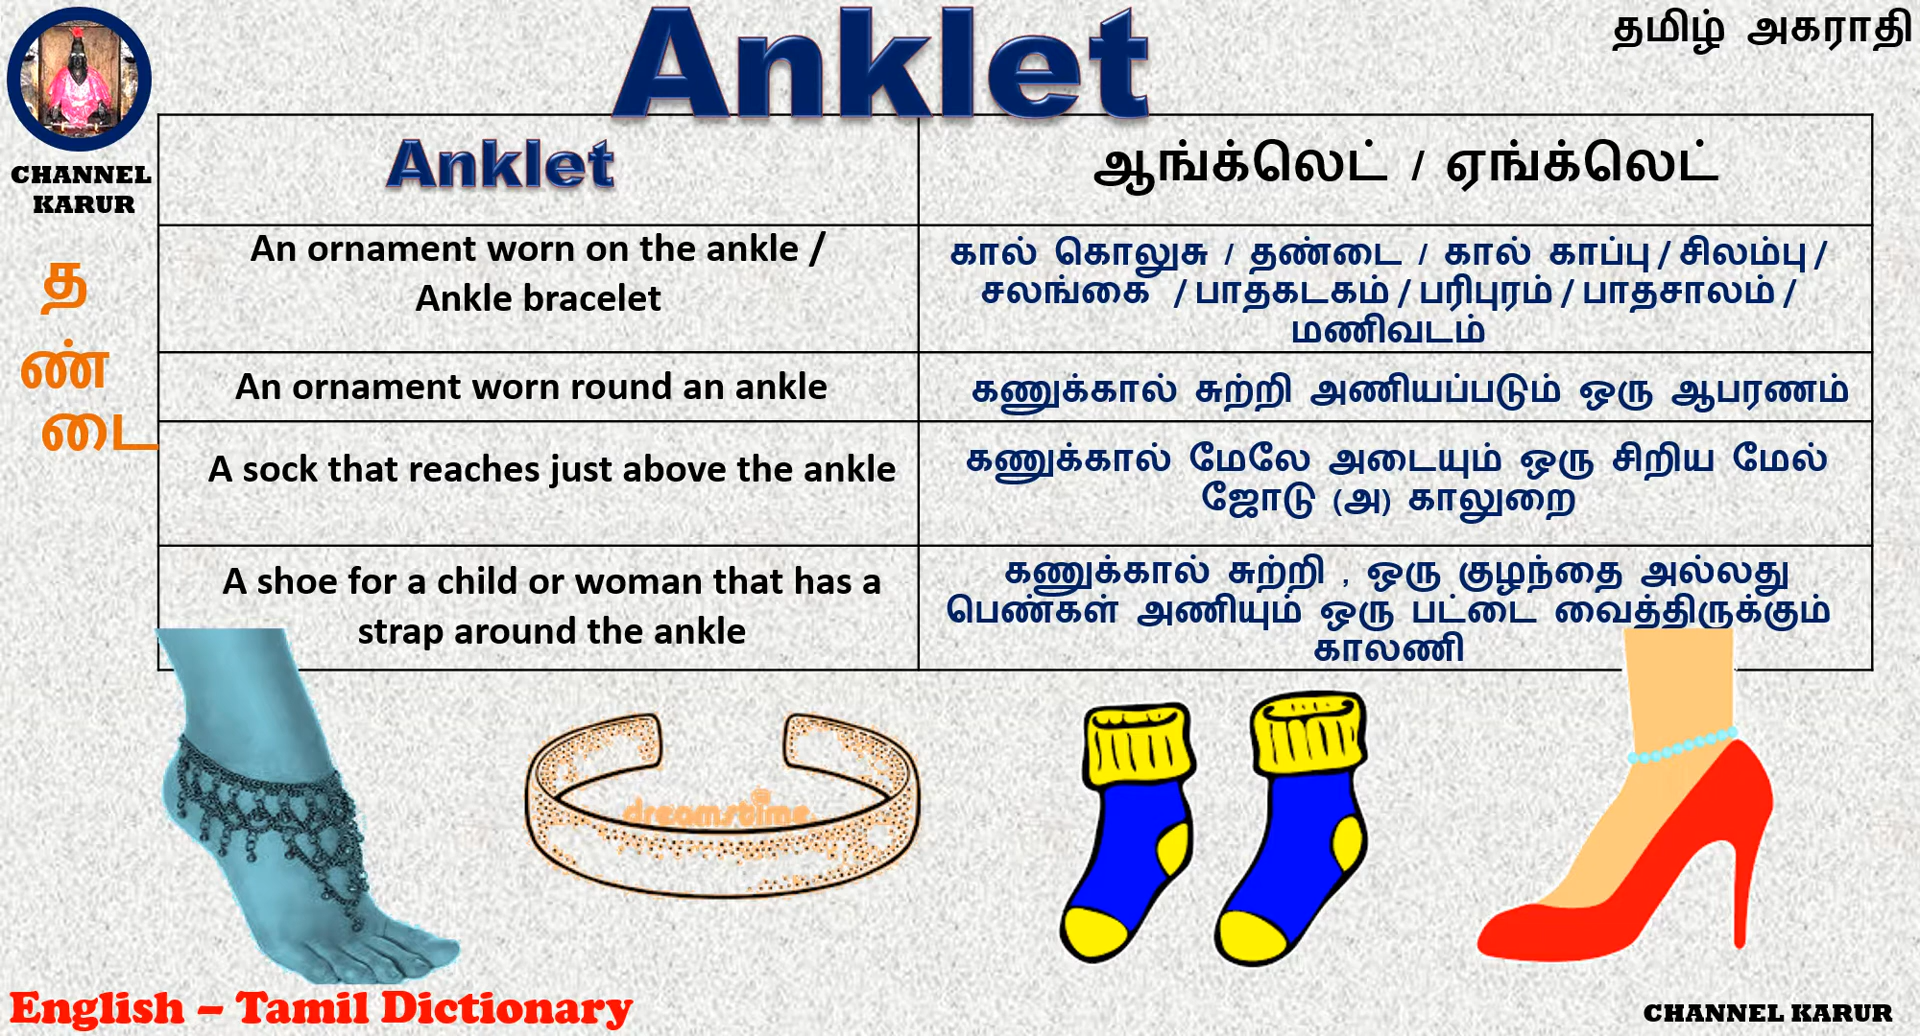 Anklet
தமிழ் அகராதி
CHANNEL
KARUR
த
ண்
டை
Anklet
ஆங்க்லெட் / ஏங்க்லெட்
An ornament worn on the ankle /
Ankle bracelet
கால் கொலுசு / தண்டை / கால் காப்பு / சிலம்பு /
சலங்கை / பாதகடகம் / பரிபுரம் / பாதசாலம் /
மணிவடம்
An ornament worn round an ankle
கணுக்கால் சுற்றி அணியப்படும் ஒரு ஆபரணம்
A sock that reaches just above the ankle
கணுக்கால் மேலே அடையும் ஒரு சிறிய மேல்
ஜோடு (அ) காலுறை
A shoe for a child or woman that has a
strap around the ankle
கணுக்கால் சுற்றி , ஒரு குழந்தை அல்லது
பெண்கள் அணியும் ஒரு பட்டை வைத்திருக்கும்
காலணி
dreamstime
English – Tamil Dictionary
CHANNEL KARUR